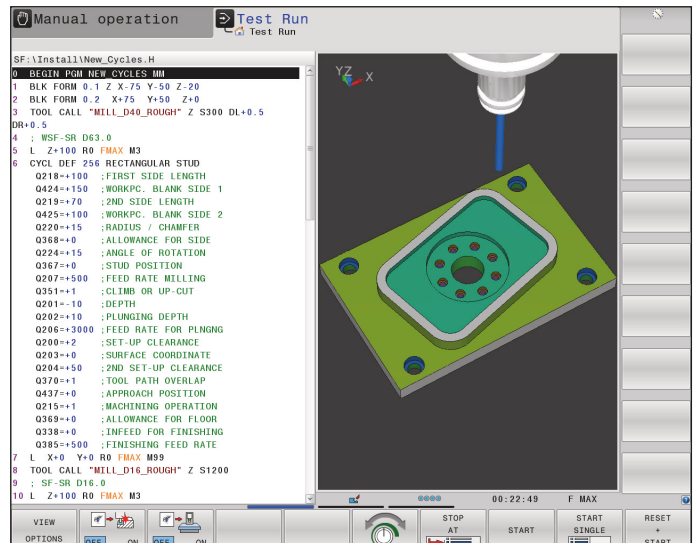 Manual operation
Test Run
Test Run
SF:\Install\New_Cycles.H
0 BEGIN PGM NEW_CYCLES MM
1 BLK FORM 0.1 Z X-75 Y-50 Z-20
2 BLK FORM 0.2 X+75 Y+50 Z+0
3 TOOL CALL "MILL_D40_ROUGH" Z S300 DL+0.5
DR+0.5
4 ; WSF-SR D63.0
5 L Z+100 R0 FMAX M3
6 CYCL DEF 256 RECTANGULAR STUD
Q218=+100 ;FIRST SIDE LENGTH
Q424=+150 ;WORKPC. BLANK SIDE 1
Q219=+70 ;2ND SIDE LENGTH
Q425=+100 ;WORKPC. BLANK SIDE 2
Q220=+15 ;RADIUS / CHAMFER
Q368=+0 ;ALLOWANCE FOR SIDE
Q224=+15 ;ANGLE OF ROTATION
Q367=+0 ;STUD POSITION
Q207=+500 ;FEED RATE MILLING
Q351=+1 ;CLIMB OR UP-CUT
Q201=-10 ;DEPTH
Q202=+10 ;PLUNGING DEPTH
Q206=+3000 ;FEED RATE FOR PLNGNG
Q200=+2 ;SET-UP CLEARANCE
Q203=+0 ;SURFACE COORDINATE
Q204=+50 ;2ND SET-UP CLEARANCE
Q370=+1 ;TOOL PATH OVERLAP
Q437=+0 ;APPROACH POSITION
Q215=+1 ;MACHINING OPERATION
Q369=+0 ;ALLOWANCE FOR FLOOR
Q338=+0 ;INFEED FOR FINISHING
Q385=+500 ;FINISHING FEED RATE
7 L X+0 Y+0 R0 FMAX M99
8 TOOL CALL "MILL_D16_ROUGH" Z S1200
9 ; SF-SR D16.0
10 L Z+100 R0 FMAX M3
YZ X
00:22:49 F MAX
VIEW
OPTIONS
OFF ON
OFF ON
STOP
AT
START
START
SINGLE
RESET
+
START